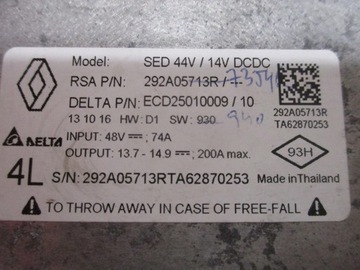 Model: SED 44V / 14V DCDC
RSA P/N: 292A05713R /
DELTA P/N: ECD25010009 / 10
13 10 16 HW: D1 SW: 930 940
292A05713R
TA62870253
DELTA
INPUT: 48V⎓; 74A
OUTPUT: 13.7 - 14.9⎓; 200A max.
93H
4L
S/N: 292A05713RTA62870253
Made inThailand
TO THROW AWAY IN CASE OF FREE-FALL